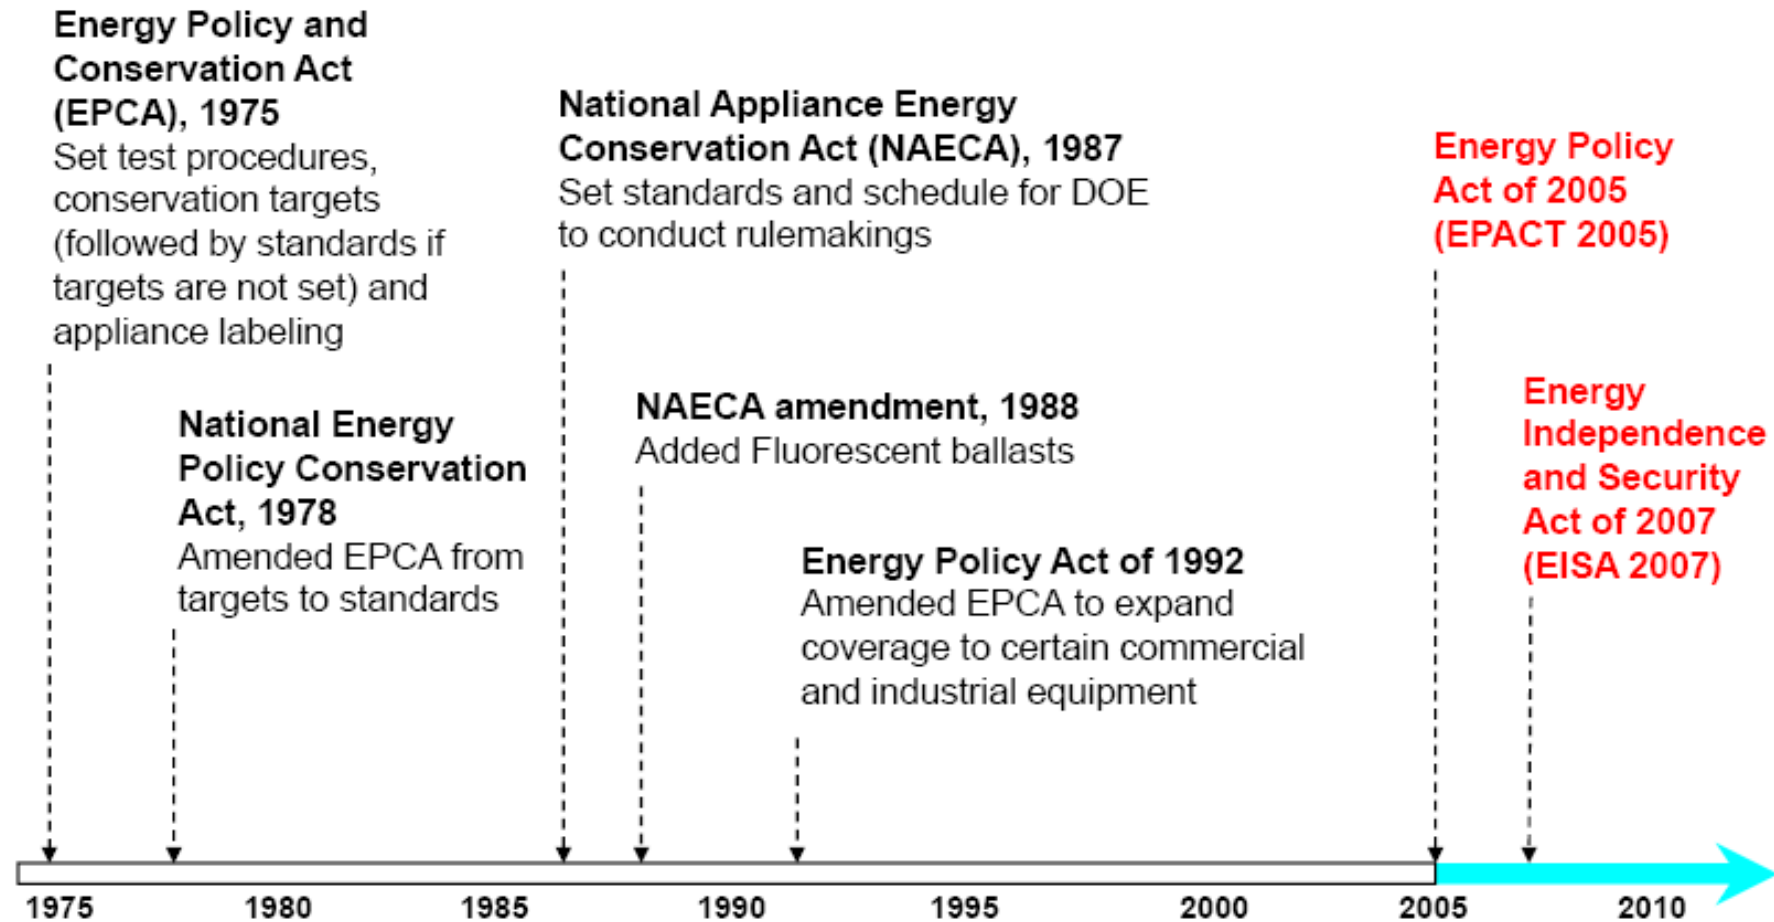 Energy Policy and
Conservation Act
(EPCA), 1975
Set test procedures,
conservation targets
(followed by standards if
targets are not set) and
appliance labeling
National Energy
Policy Conservation
Act, 1978
Amended EPCA from
targets to standards
National Appliance Energy
Conservation Act (NAECA), 1987
Set standards and schedule for DOE
to conduct rulemakings
NAECA amendment, 1988
Added Fluorescent ballasts
Energy Policy Act of 1992
Amended EPCA to expand
coverage to certain commercial
and industrial equipment
Energy Policy
Act of 2005
(EPACT 2005)
Energy
Independence
and Security
Act of 2007
(EISA 2007)
1975 1980 1985 1990 1995 2000 2005 2010